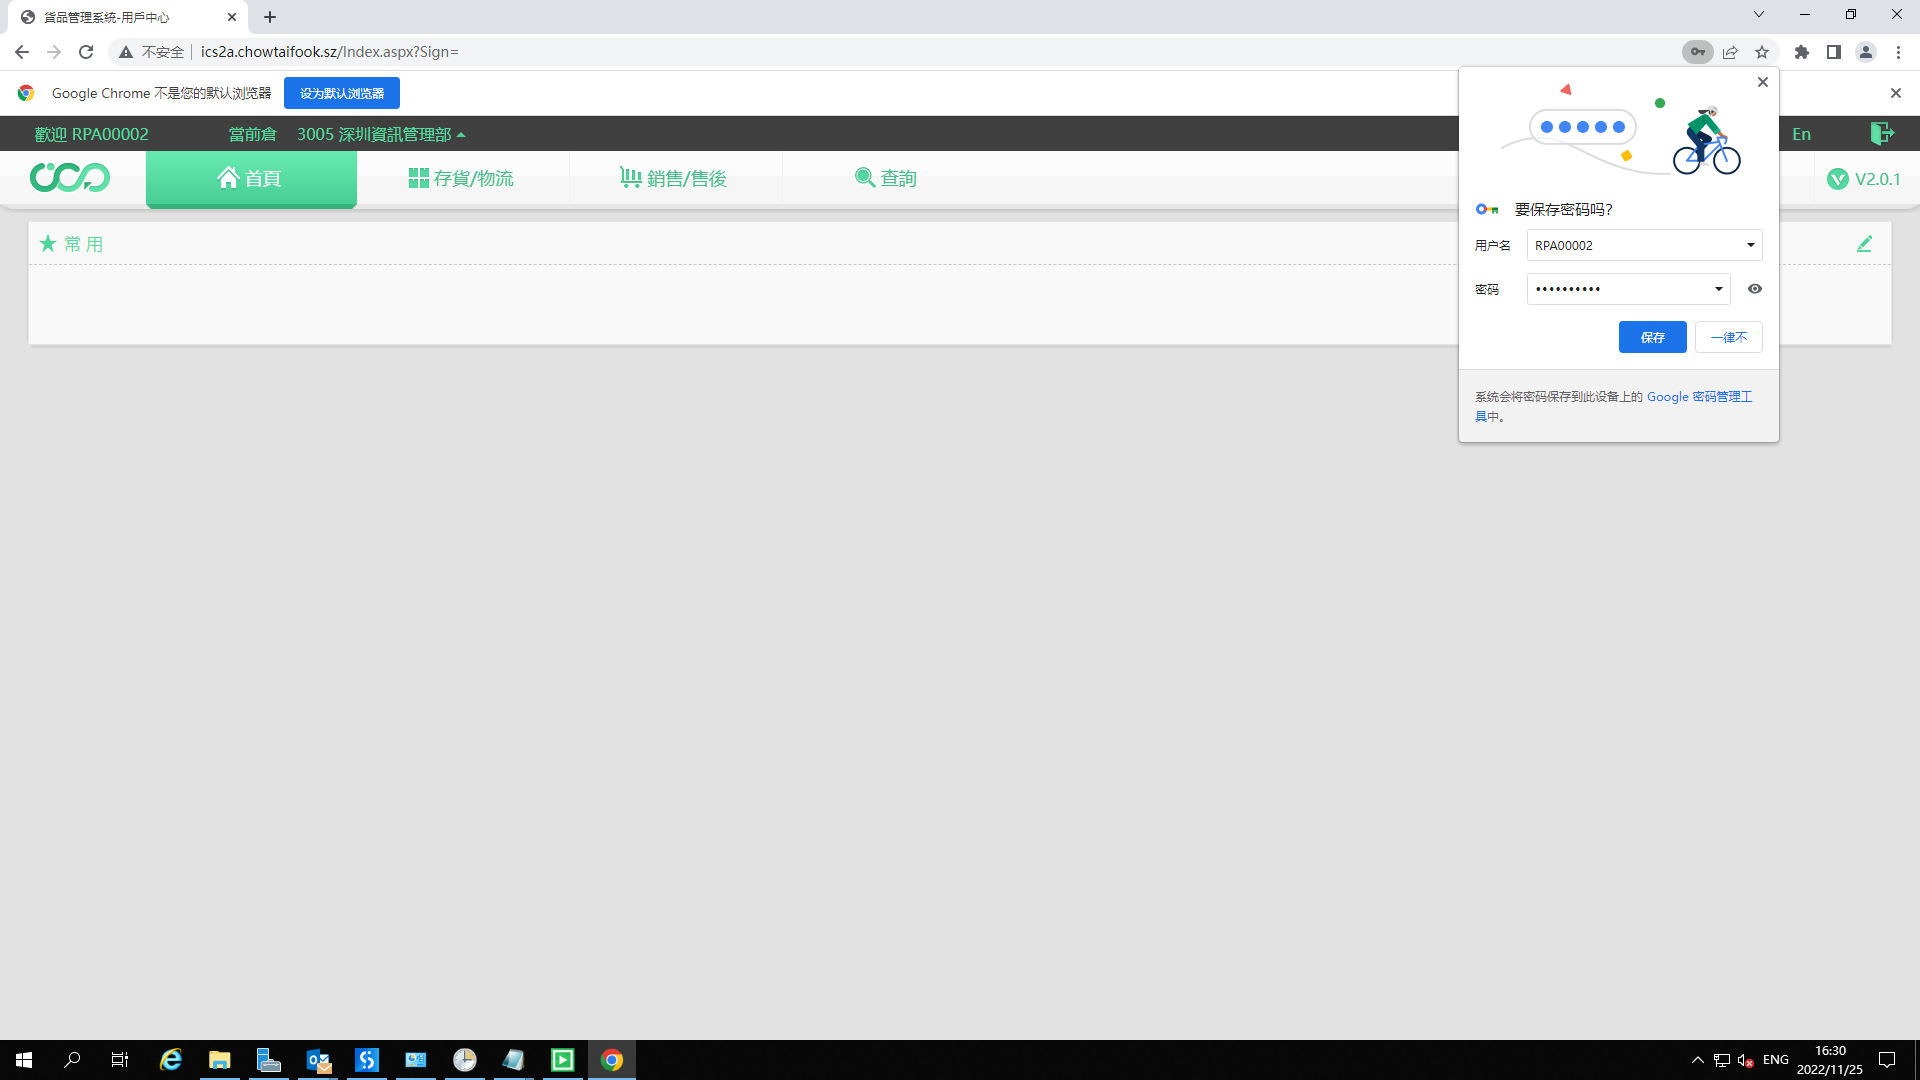 貨品管理系統-用戶中心
不安全
ics2a.chowtaifook.sz/Index.aspx?Sign=
Google Chrome 不是您的默认浏览器
设为默认浏览器
歡迎 RPA00002
當前倉
3005 深圳資訊管理部
En
首頁
存貨/物流
銷售/售後
查詢
V2.0.1
常 用
要保存密码吗?
用户名
RPA00002
密码
••••••••••
保存
一律不
系统会将密码保存到此设备上的 Google 密码管理工
具中。
ENG
16:30
2022/11/25